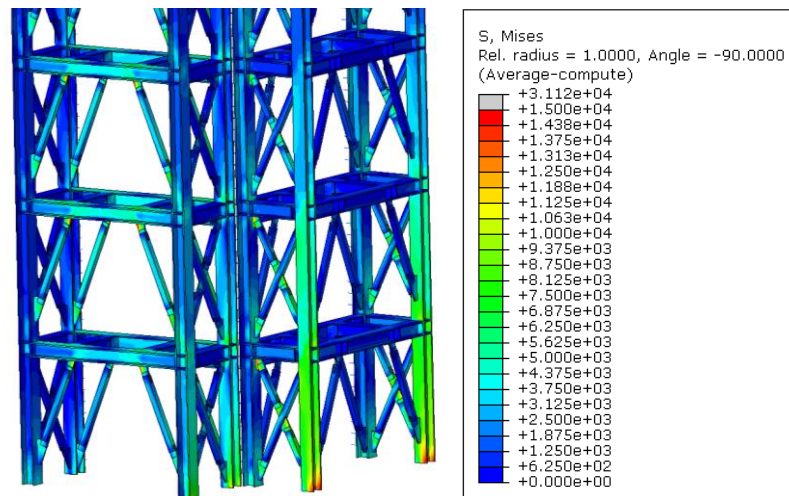 S, Mises
Rel. radius = 1.0000, Angle = -90.0000
(Average-compute)
+3.112e+04
+1.500e+04
+1.438e+04
+1.375e+04
+1.313e+04
+1.250e+04
+1.188e+04
+1.125e+04
+1.063e+04
+1.000e+04
+9.375e+03
+8.750e+03
+8.125e+03
+7.500e+03
+6.875e+03
+6.250e+03
+5.625e+03
+5.000e+03
+4.375e+03
+3.750e+03
+3.125e+03
+2.500e+03
+1.875e+03
+1.250e+03
+6.250e+02
+0.000e+00